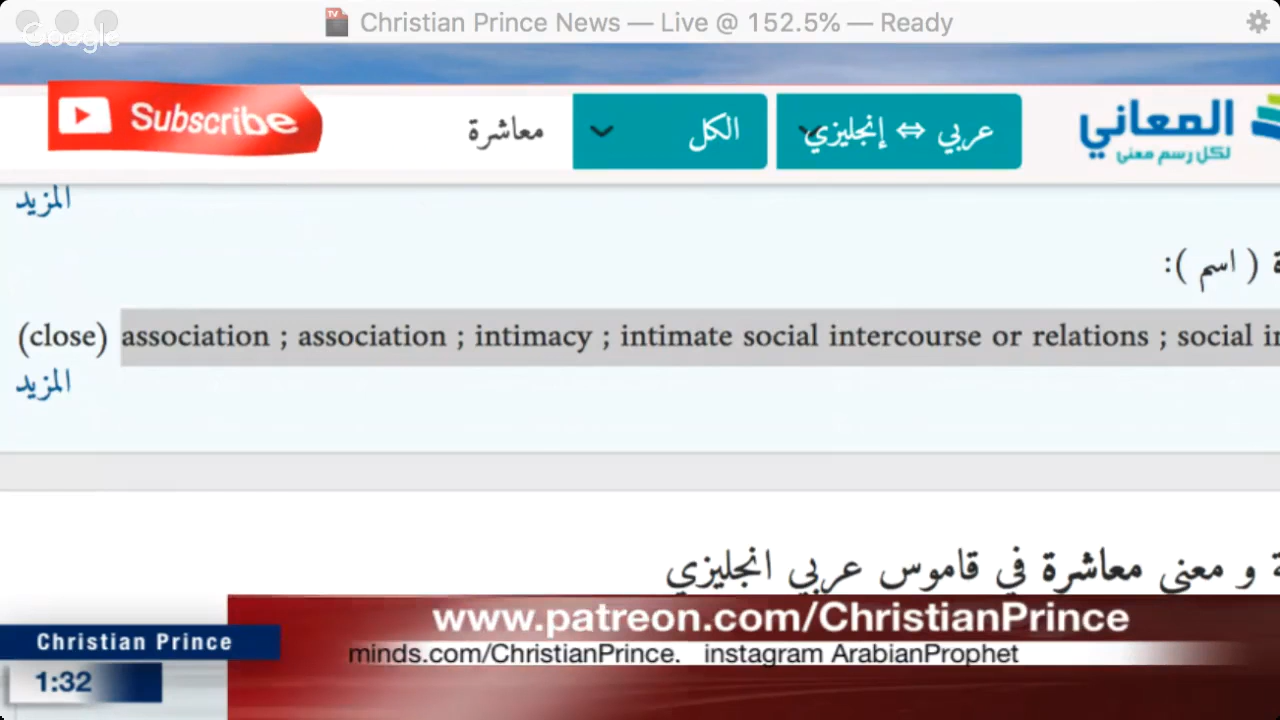 Christian Prince News — Live @ 152.5% — Ready
Google
Subscribe
معاشرة
الكل
عربي ⇔ إنجليزي
المعاني
لكل رسم معنى
المزيد
( اسم ):
(close) association ; association ; intimacy ; intimate social intercourse or relations ; social
المزيد
و معنى معاشرة في قاموس عربي انجليزي
www.patreon.com/ChristianPrince
minds.com/ChristianPrince. instagram ArabianProphet
Christian Prince
1:32